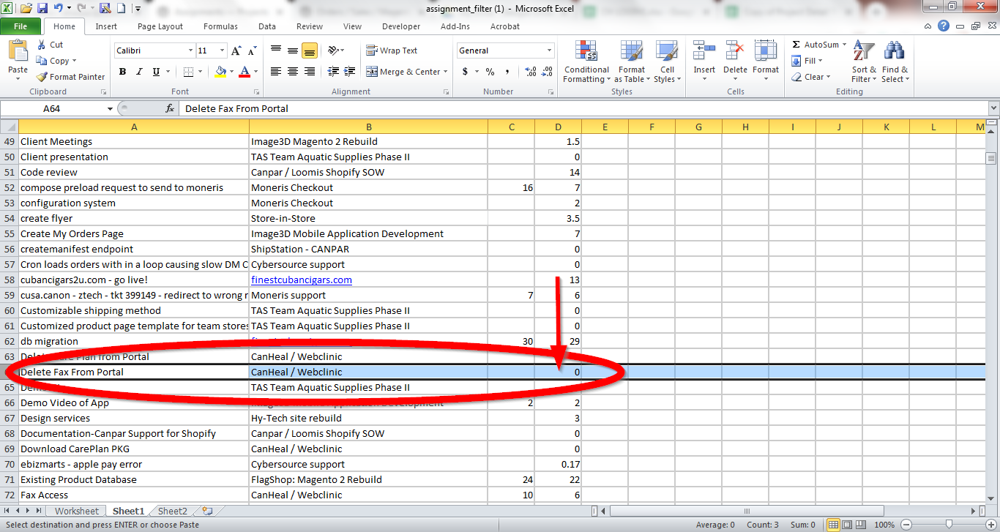 assignment_filter (1) - Microsoft Excel
File Home Insert Page Layout Formulas Data Review View Developer Add-Ins Acrobat
Paste
Cut
Copy
Format Painter
Clipboard
Calibri 11
B I U
Font
Wrap Text
Merge & Center
Alignment
General
$ % ,
Number
Conditional Formatting
Format as Table
Cell Styles
Styles
Insert
Delete
Format
Cells
AutoSum
Fill
Clear
Sort & Filter
Find & Select
Editing
A64 fx Delete Fax From Portal
A B C D E F G H I J K L M
49 Client Meetings Image3D Magento 2 Rebuild 1.5
50 Client presentation TAS Team Aquatic Supplies Phase II 0
51 Code review Canpar / Loomis Shopify SOW 14
52 compose preload request to send to moneris Moneris Checkout 16 7
53 configuration system Moneris Checkout 2
54 create flyer Store-in-Store 3.5
55 Create My Orders Page Image3D Mobile Application Development 7
56 createmanifest endpoint ShipStation - CANPAR 0
57 Cron loads orders with in a loop causing slow DM C Cybersource support 0
58 cubancigars2u.com - go live! finestcubancigars.com 13
59 cusa.canon - ztech - tkt 399149 - redirect to wrong r Moneris support 7 6
60 Customizable shipping method TAS Team Aquatic Supplies Phase II 0
61 Customized product page template for team stores TAS Team Aquatic Supplies Phase II 0
62 db migration 30 29
63 Plan from Portal CanHeal / Webclinic
Delete Fax From Portal CanHeal / Webclinic 0
65 TAS Team Aquatic Supplies Phase II
66 Demo Video of App 2 2
67 Design services Hy-Tech site rebuild 3
68 Documentation-Canpar Support for Shopify Canpar / Loomis Shopify SOW 0
69 Download CarePlan PKG CanHeal / Webclinic 0
70 ebizmarts - apple pay error Cybersource support 0.17
71 Existing Product Database FlagShop: Magento 2 Rebuild 24 22
72 Fax Access CanHeal / Webclinic 10 6
Worksheet Sheet1 Sheet2
Select destination and press ENTER or choose Paste Average: 0 Count: 3 Sum: 0 100%